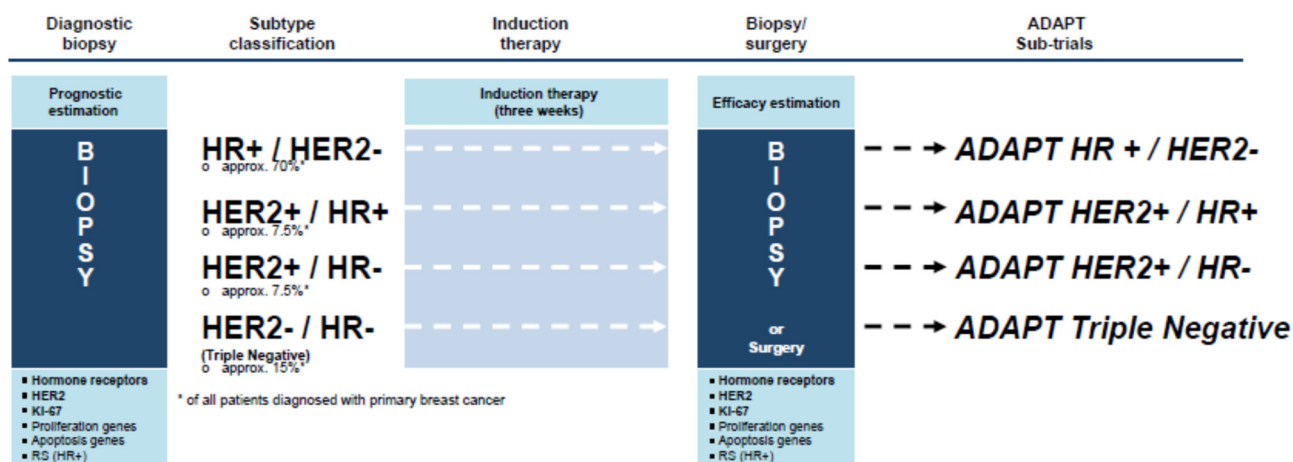 Diagnostic
biopsy
Subtype
classification
Induction
therapy
Biopsy/
surgery
ADAPT
Sub-trials
Prognostic
estimation
Induction therapy
(three weeks)
Efficacy estimation
B
I
O
P
S
Y
HR+ / HER2-
o approx. 70%*
HER2+ / HR+
o approx. 7.5%*
HER2+ / HR-
o approx. 7.5%*
HER2- / HR-
(Triple Negative)
o approx. 15%*
B
I
O
P
S
Y
or
Surgery
ADAPT HR + / HER2-
ADAPT HER2+ / HR+
ADAPT HER2+ / HR-
ADAPT Triple Negative
▪ Hormone receptors
▪ HER2
▪ KI-67
▪ Proliferation genes
▪ Apoptosis genes
▪ RS (HR+)
* of all patients diagnosed with primary breast cancer
▪ Hormone receptors
▪ HER2
▪ KI-67
▪ Proliferation genes
▪ Apoptosis genes
▪ RS (HR+)